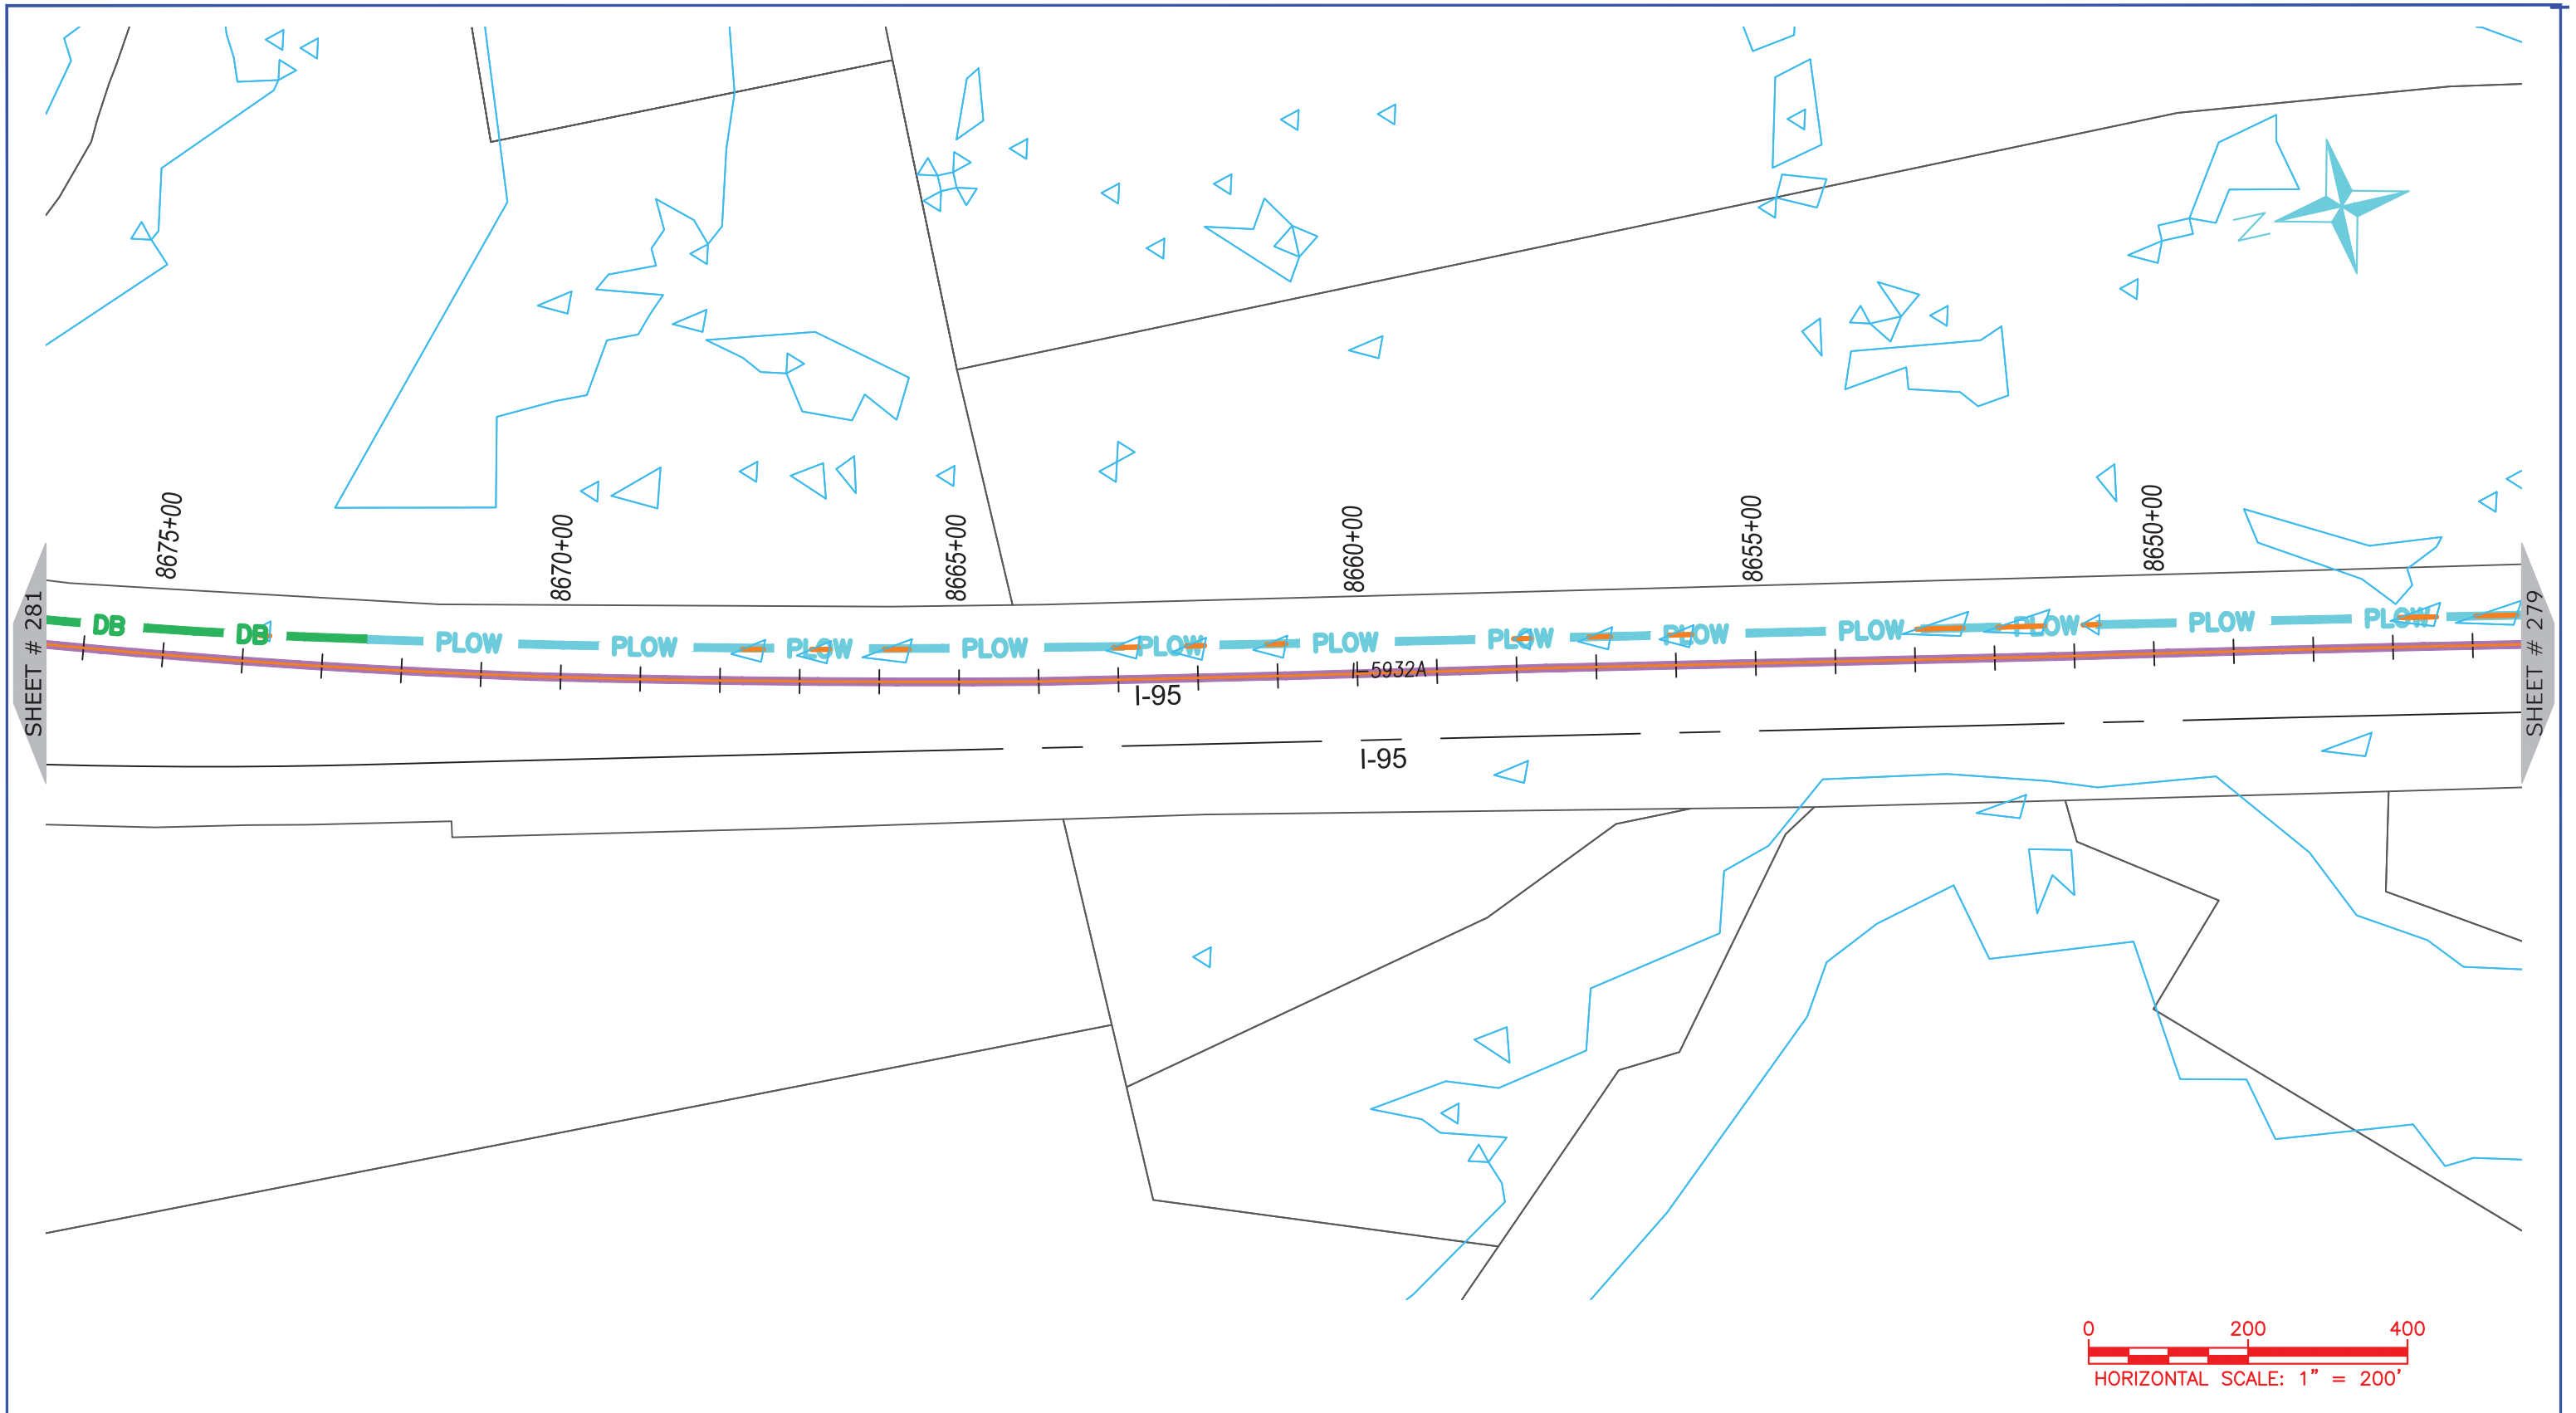 N
8675+00
8670+00
8665+00
8660+00
8655+00
8650+00
SHEET # 281
DB
DB
PLOW
PLOW
PLOW
PLOW
PLOW
PLOW
PLOW
PLOW
PLOW
PLOW
PLOW
PLOW
SHEET # 279
L-5932A
I-95
I-95
0 200 400
HORIZONTAL SCALE: 1” = 200’